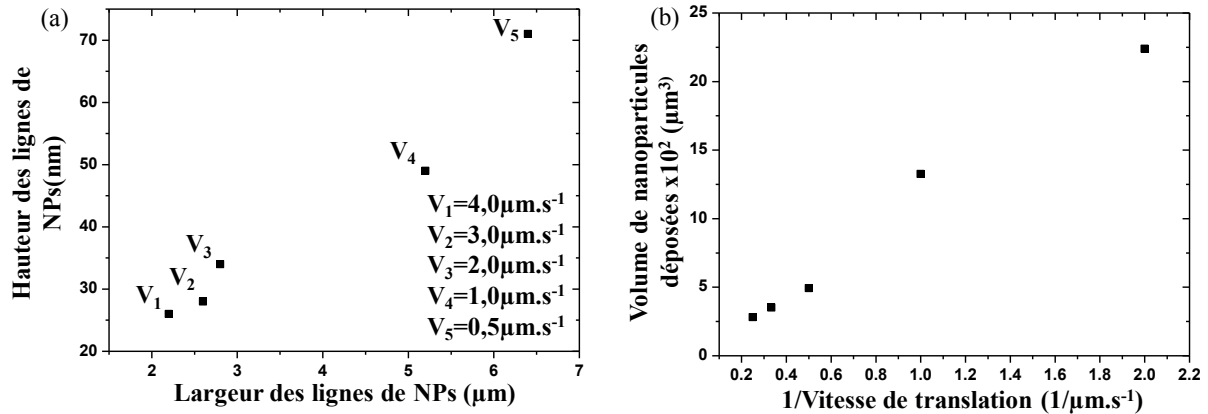 (a)
Hauteur des lignes de
NPs(nm)
70
60
50
40
30
20
V5
V4
V3
V2
V1
V1=4,0µm.s-1
V2=3,0µm.s-1
V3=2,0µm.s-1
V4=1,0µm.s-1
V5=0,5µm.s-1
2 3 4 5 6 7
Largeur des lignes de NPs (µm)
(b)
Volume de nanoparticules
déposées x10² (µm³)
25
20
15
10
5
0
0.2 0.4 0.6 0.8 1.0 1.2 1.4 1.6 1.8 2.0 2.2
1/Vitesse de translation (1/µm.s-1)